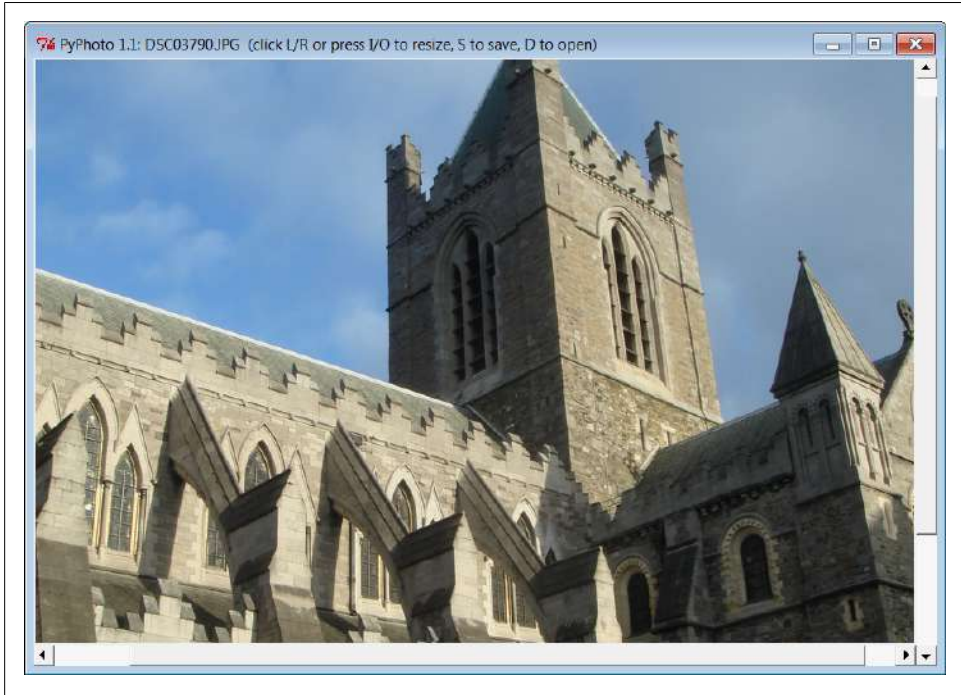 PyPhoto 1.1: DSC03790.JPG (click L/R or press I/O to resize, S to save, D to open)